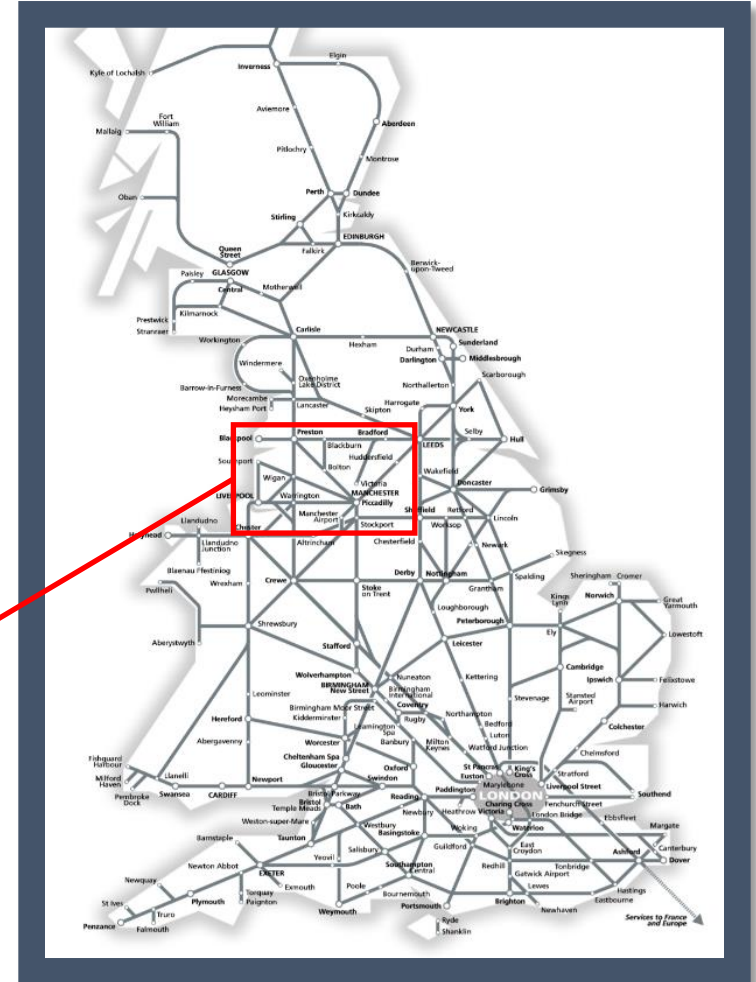 Elgin
Inverness
Kyle of Lochalsh
Aviemore
Fort
William
Mallaig
Aberdeen
Pitlochry
Montrose
Perth
Dundee
Oban
Stirling
Kirkcaldy
EDINBURGH
Queen
Street
Falkirk
Berwick-
upon-Tweed
Paisley
GLASGOW
Central
Motherwell
Prestwick
Kilmarnock
Stranraer
Carlisle
NEWCASTLE
Workington
Hexham
Sunderland
Durham
Darlington
Middlesbrough
Windermere
Oxenholme
Lake District
Scarborough
Barrow-in-Furness
Northallerton
Morecambe
Heysham Port
Lancaster
Harrogate
York
Skipton
Blackpool
Preston
Bradford
LEEDS
Selby
Hull
Blackburn
Huddersfield
Southport
Bolton
Wakefield
Wigan
Victoria
MANCHESTER
Piccadilly
Doncaster
Grimsby
LIVERPOOL
Warrington
Manchester
Airport
Stockport
Sheffield
Retford
Worksop
Lincoln
Llandudno
Chester
Holyhead
Llandudno
Junction
Altrincham
Chesterfield
Newark
Skegness
Blaenau Ffestiniog
Pwllheli
Wrexham
Crewe
Stoke
on Trent
Derby
Nottingham
Grantham
Spalding
Sheringham
Cromer
Kings
Lynn
Norwich
Great
Yarmouth
Loughborough
Peterborough
Shrewsbury
Aberystwyth
Stafford
Leicester
Ely
Lowestoft
Wolverhampton
BIRMINGHAM
New Street
Nuneaton
Birmingham
International
Kettering
Cambridge
Leominster
Birmingham Moor Street
Coventry
Rugby
Stevenage
Stansted
Airport
Ipswich
Felixstowe
Harwich
Hereford
Kidderminster
Leamington
Spa
Northampton
Bedford
Colchester
Abergavenny
Worcester
Banbury
Milton
Keynes
Luton
Watford Junction
Chelmsford
Fishguard
Harbour
Cheltenham Spa
Gloucester
Oxford
St Pancras
Euston
King's
Cross
Stratford
Milford
Haven
Llanelli
Newport
Swindon
Marylebone
Liverpool Street
Pembroke
Dock
Swansea
CARDIFF
Bristol Parkway
Reading
Paddington
LONDON
Southend
Bristol
Temple Meads
Bath
Newbury
Heathrow
Victoria
Charing Cross
Fenchurch Street
Weston-super-Mare
London Bridge
Ebbsfleet
Barnstaple
Taunton
Westbury
Basingstoke
Woking
Waterloo
Margate
Newton Abbot
Yeovil
Salisbury
Guildford
East
Croydon
Canterbury
Ashford
Dover
EXETER
Southampton
Central
Redhill
Tonbridge
Gatwick Airport
Newquay
Exmouth
Poole
Bournemouth
Lewes
Hastings
Eastbourne
St Ives
Plymouth
Torquay
Paignton
Weymouth
Portsmouth
Brighton
Newhaven
Truro
Falmouth
Penzance
Ryde
Shanklin
Services to France
and Europe